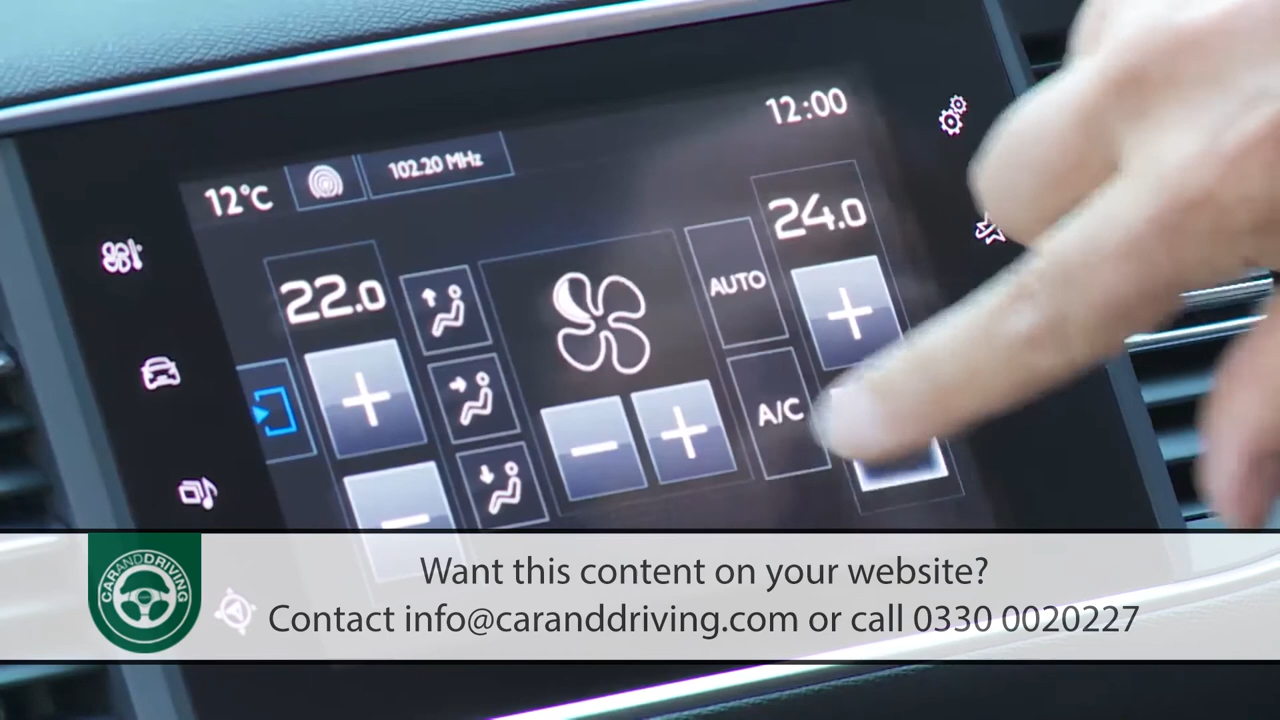 12:00
12°C
102.20 MHz
24.0
22.0
AUTO
A/C
CARANDDRIVING
Want this content on your website?
Contact info@caranddriving.com or call 0330 0020227